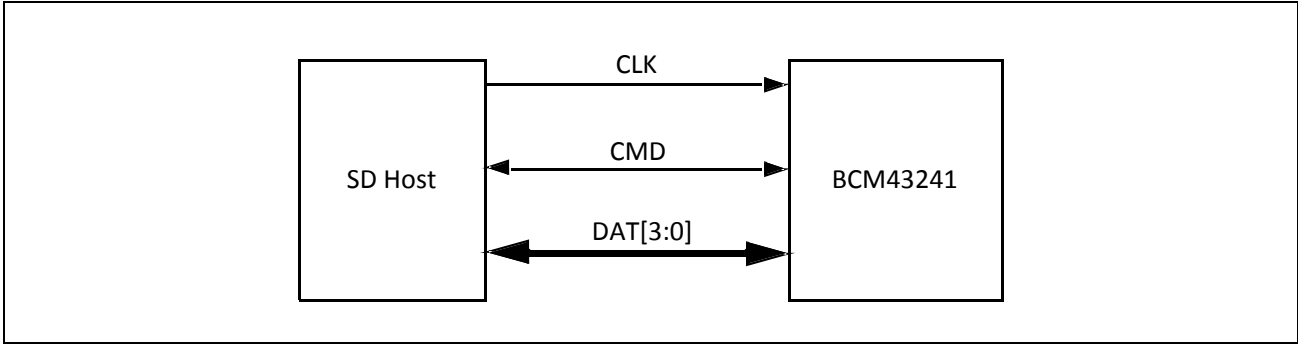 CLK
CMD
SD Host
BCM43241
DAT[3:0]